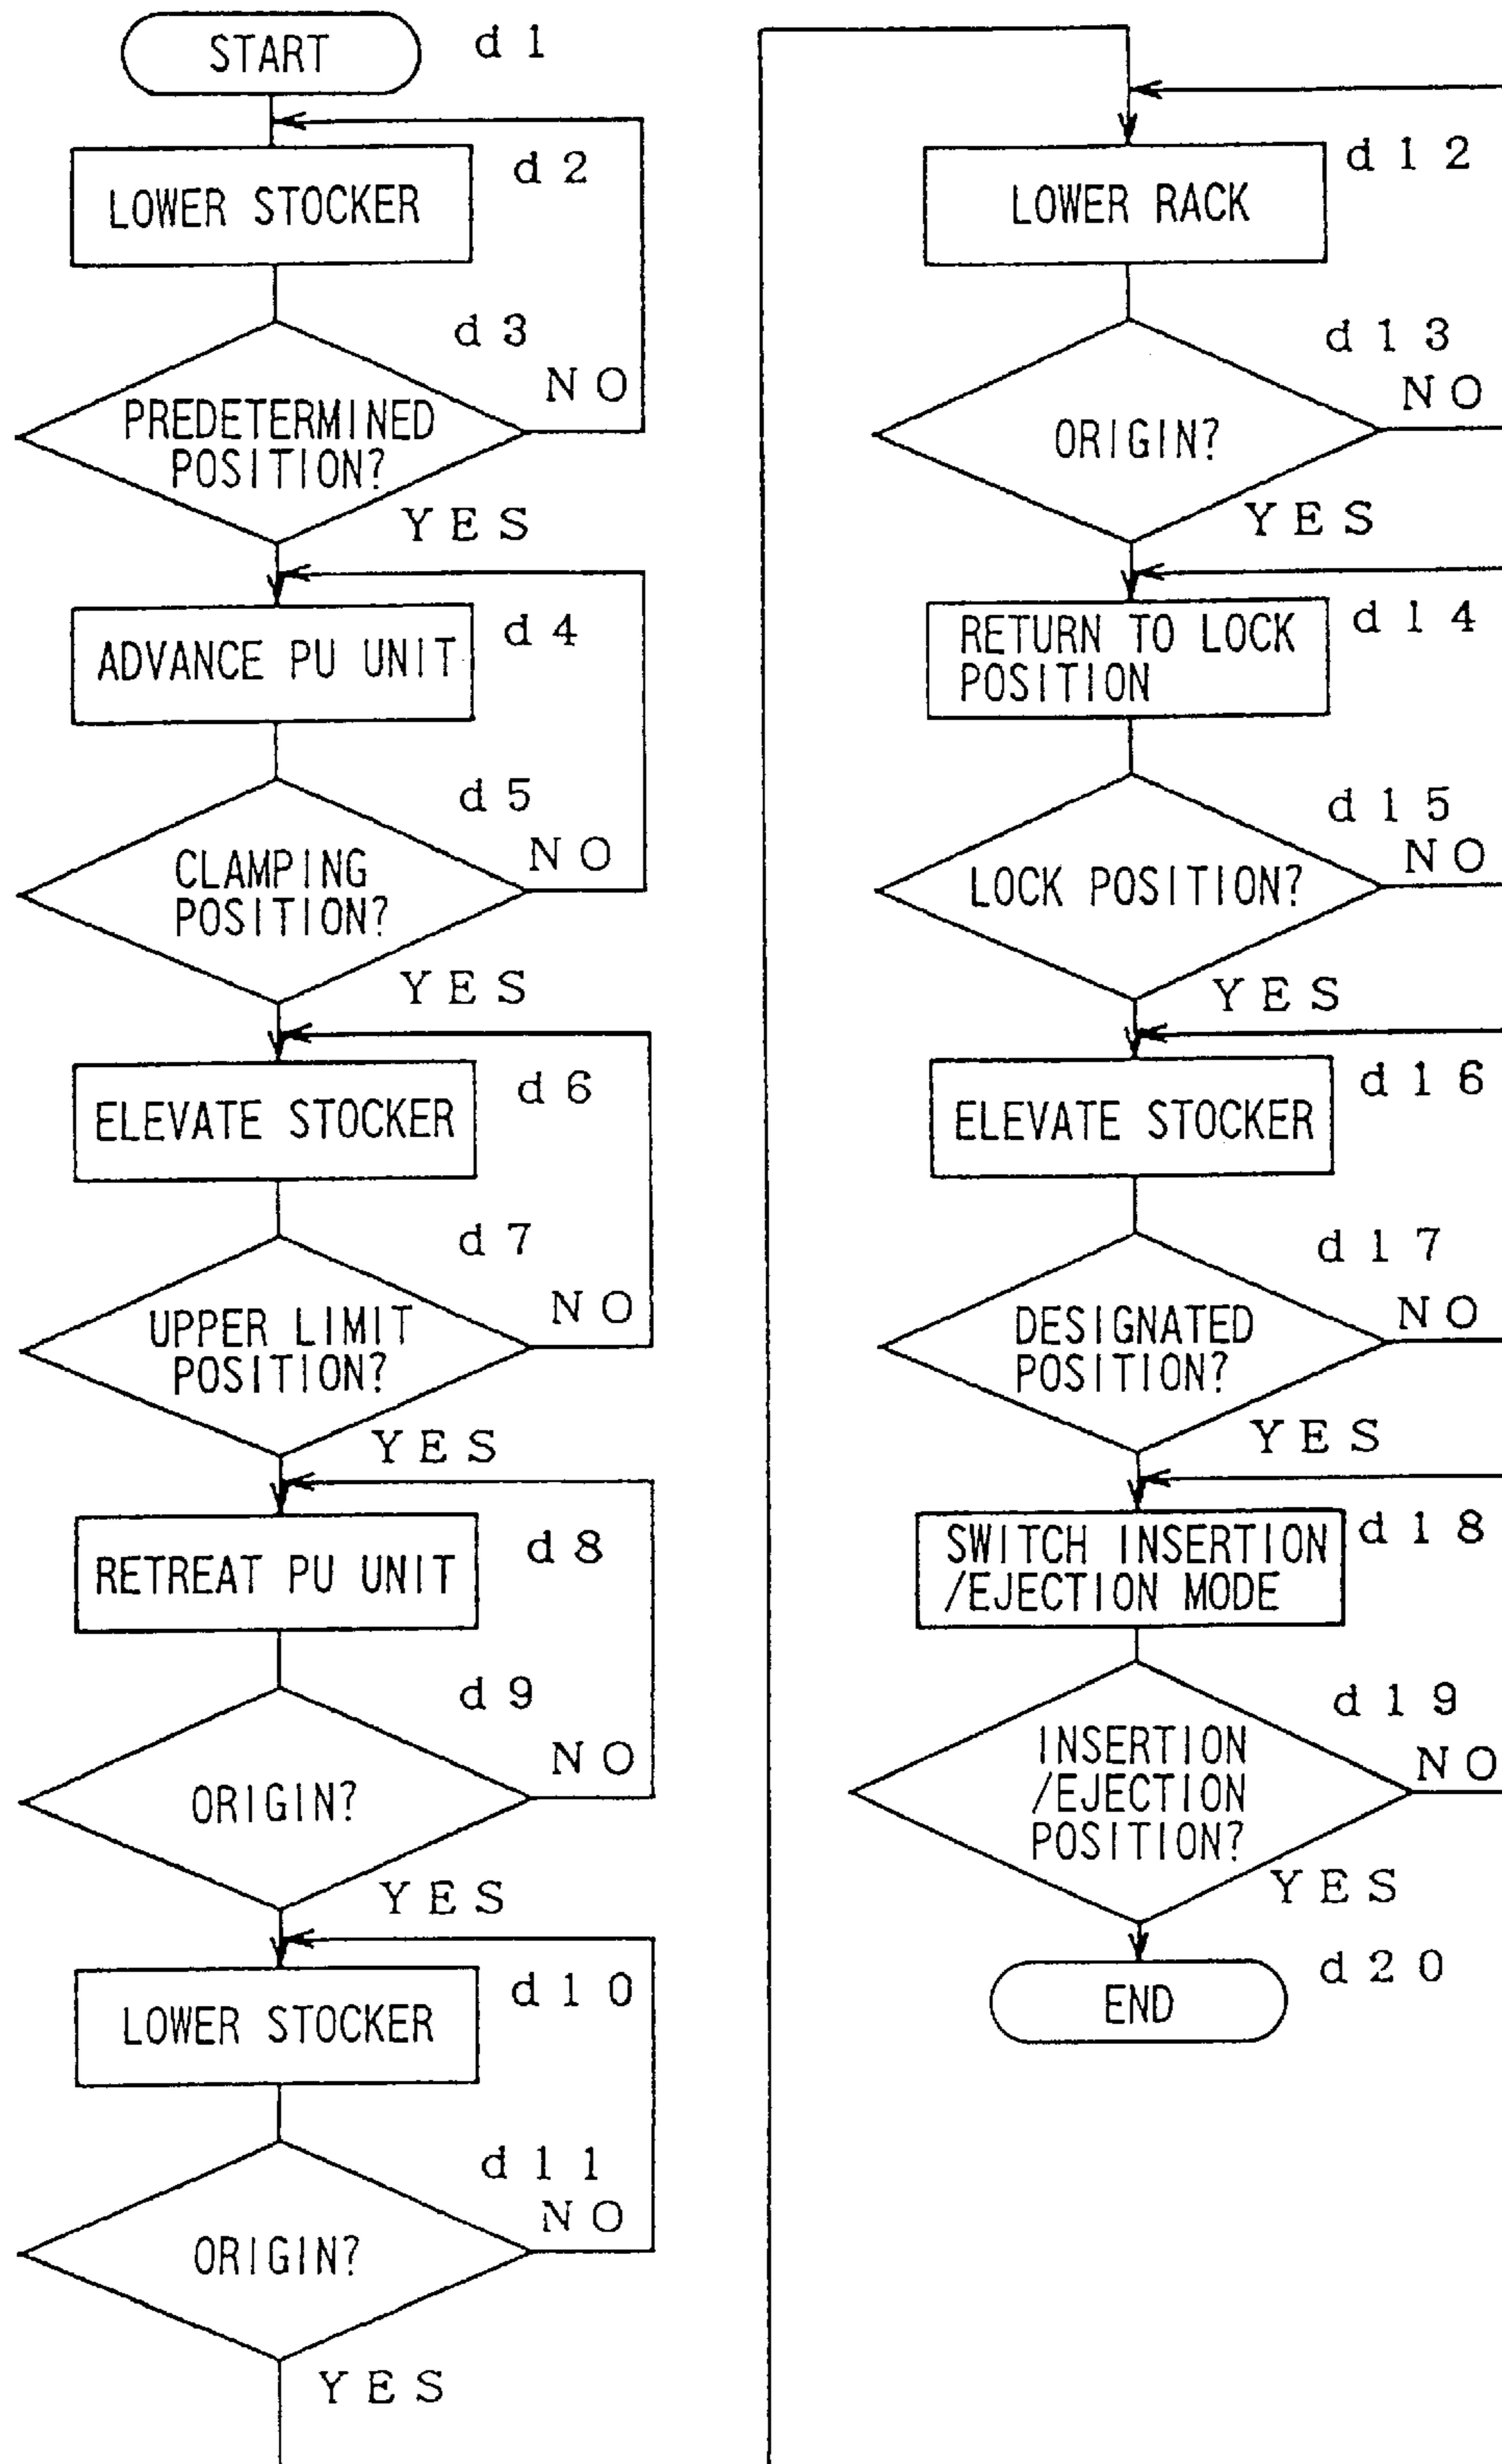 START
d1
d2
LOWER STOCKER
d3
NO
PREDETERMINED
POSITION?
YES
d4
ADVANCE PU UNIT
d5
NO
CLAMPING
POSITION?
YES
d6
ELEVATE STOCKER
d7
NO
UPPER LIMIT
POSITION?
YES
d8
RETREAT PU UNIT
d9
NO
ORIGIN?
YES
d10
LOWER STOCKER
d11
NO
ORIGIN?
YES
d12
LOWER RACK
d13
NO
ORIGIN?
YES
d14
RETURN TO LOCK
POSITION
d15
NO
LOCK POSITION?
YES
d16
ELEVATE STOCKER
d17
NO
DESIGNATED
POSITION?
YES
d18
SWITCH INSERTION
/EJECTION MODE
d19
NO
INSERTION
/EJECTION
POSITION?
YES
d20
END